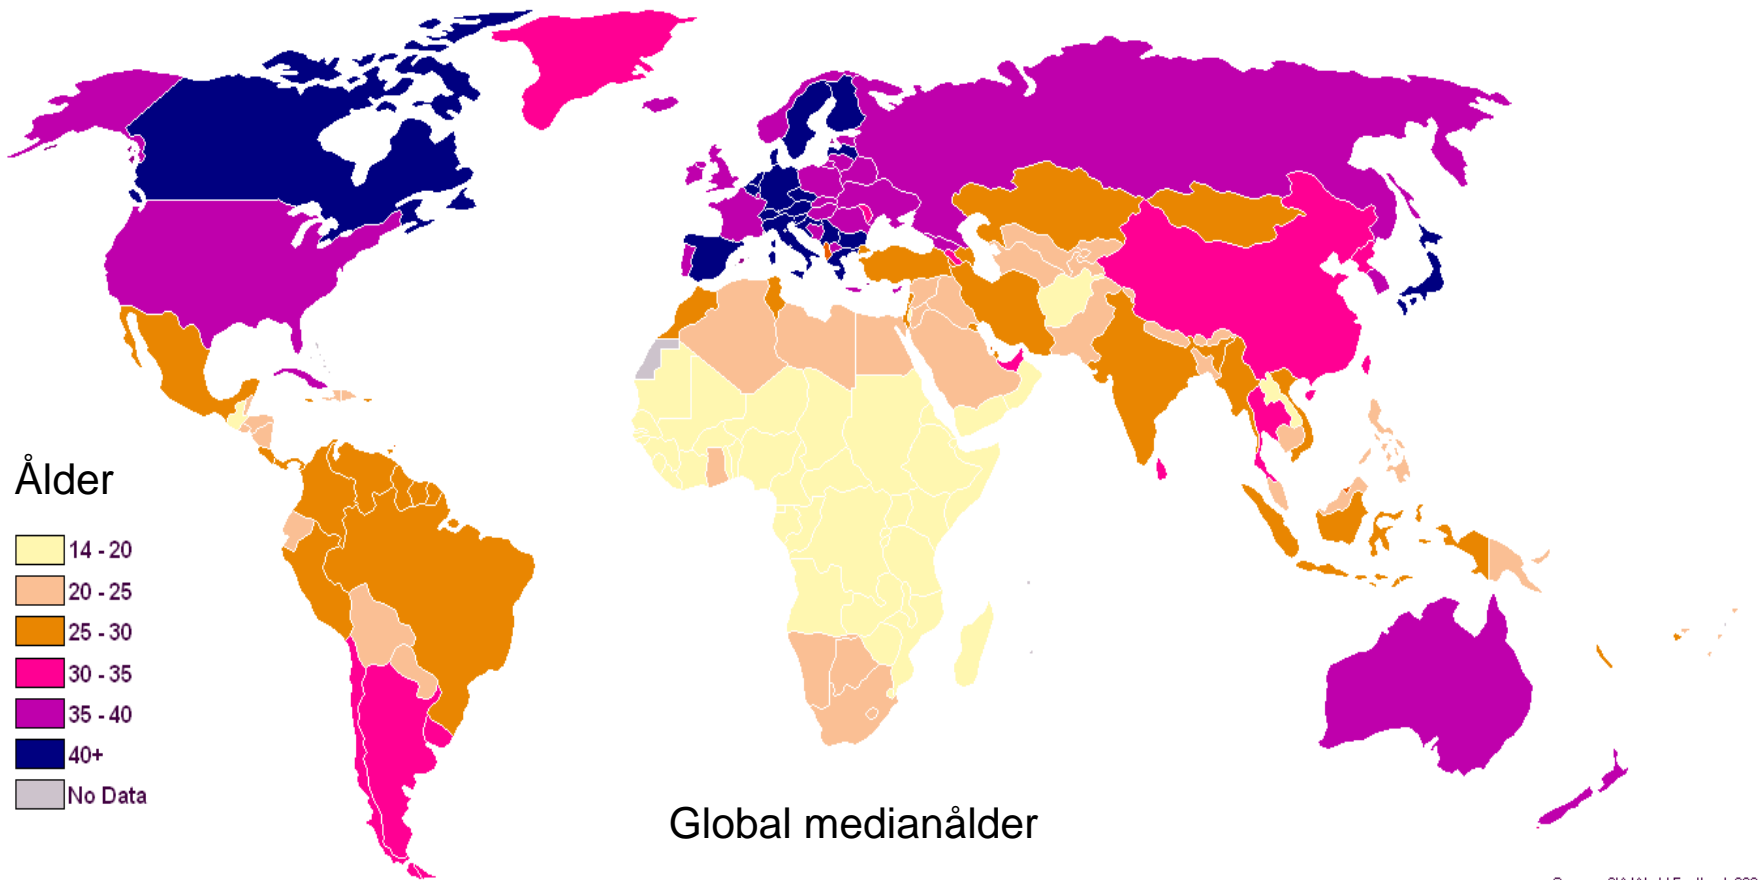 Ålder
14 - 20
20 - 25
25 - 30
30 - 35
35 - 40
40+
No Data
Global medianålder